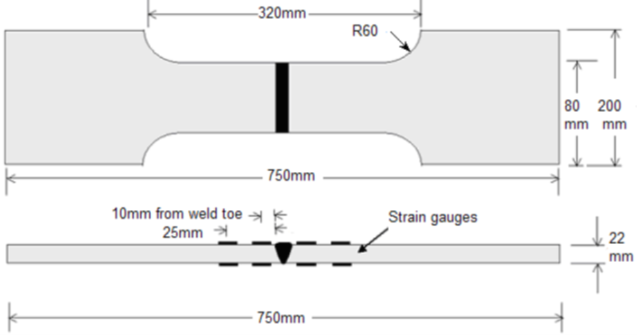 320mm
R60
80 mm
200 mm
750mm
10mm from weld toe
25mm
Strain gauges
22 mm
750mm